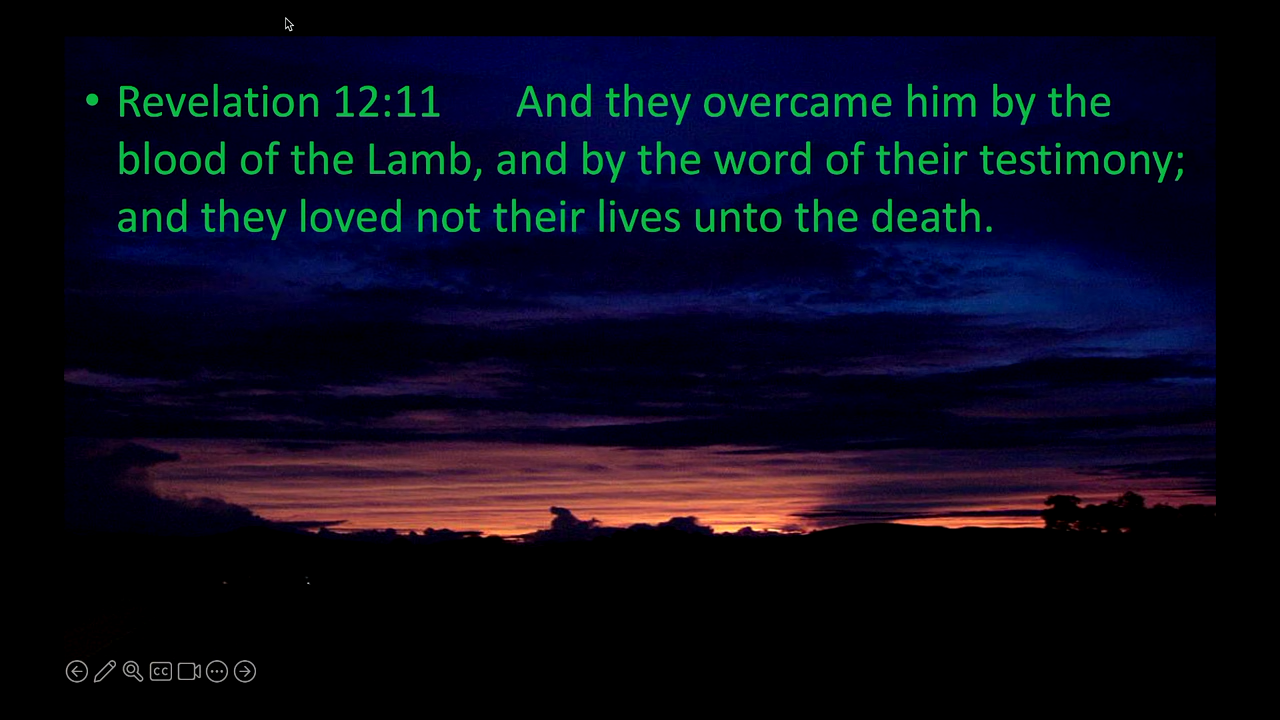 • Revelation 12:11 And they overcame him by the
blood of the Lamb, and by the word of their testimony;
and they loved not their lives unto the death.
CC